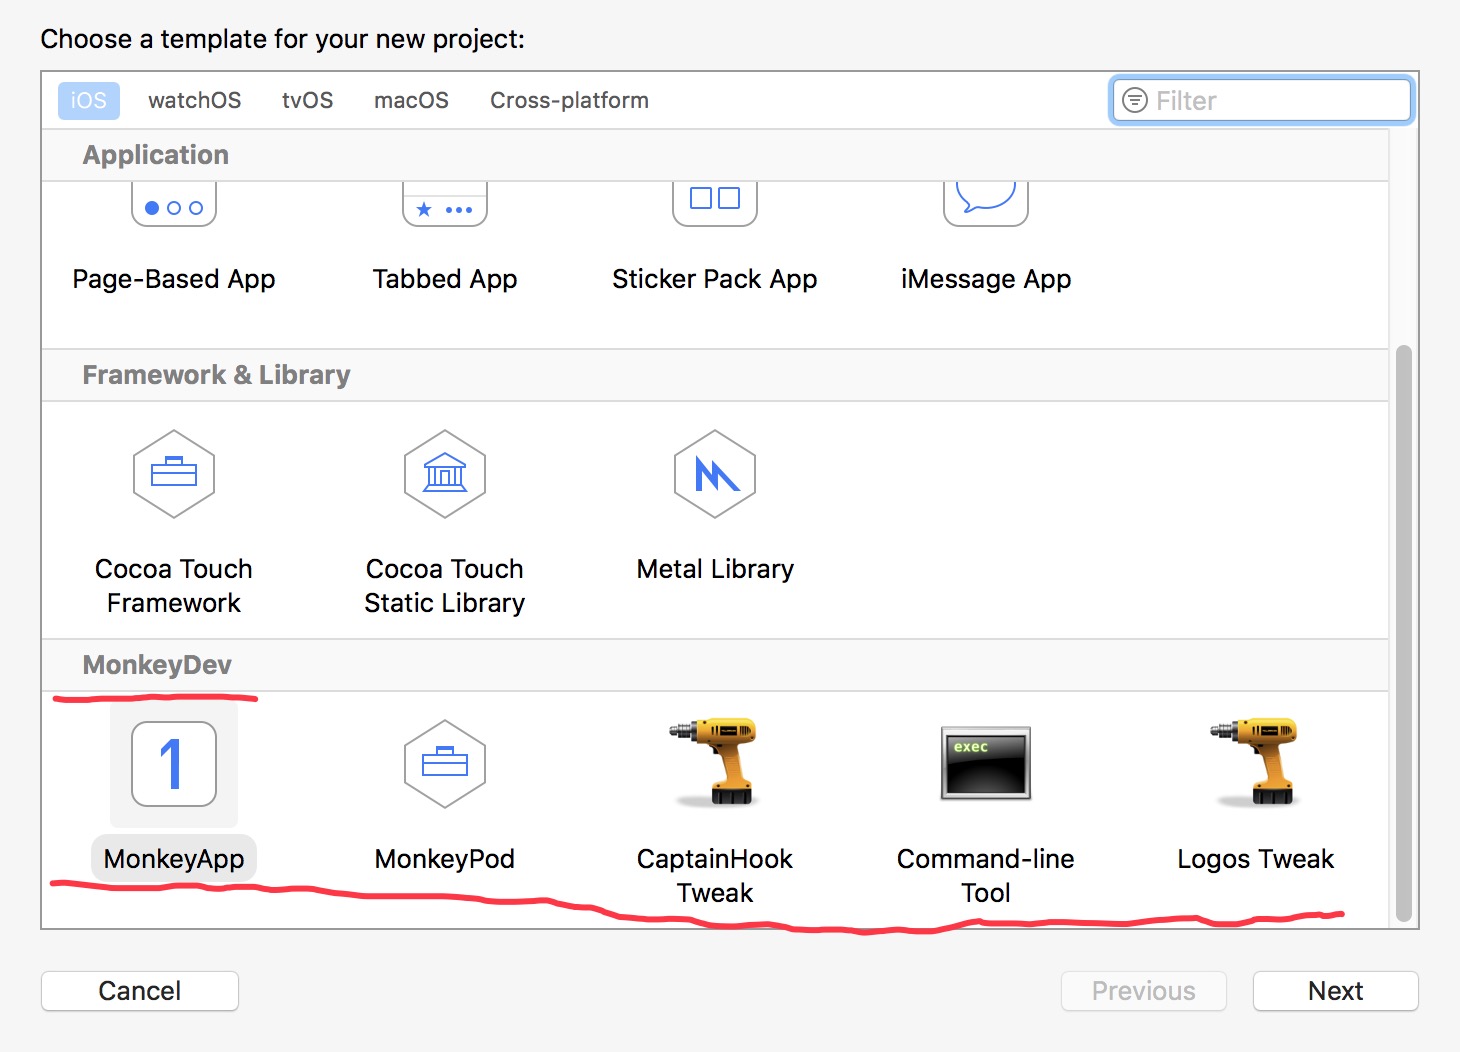 Choose a template for your new project:
iOS watchOS tvOS macOS Cross-platform Filter
Application
Page-Based App Tabbed App Sticker Pack App iMessage App
Framework & Library
Cocoa Touch Framework
Cocoa Touch Static Library
Metal Library
MonkeyDev
1
exec
MonkeyApp MonkeyPod CaptainHook Tweak Command-line Tool Logos Tweak
Cancel Previous Next